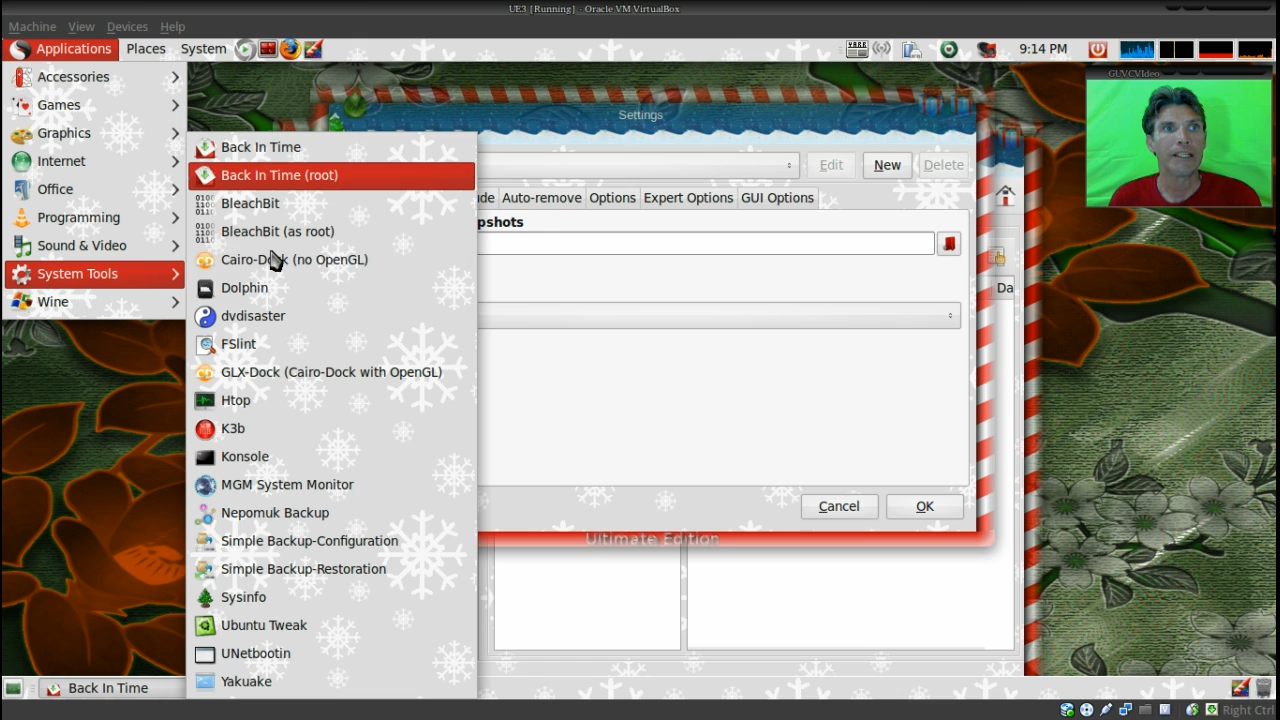 UE3 [Running] - Oracle VM VirtualBox
Machine View Devices Help
Applications Places System 9:14 PM
GUVCVideo
Accessories
Games
Graphics
Internet
Office
Programming
Sound & Video
System Tools
Wine
Back In Time
Back In Time (root)
BleachBit
BleachBit (as root)
Cairo-Dock (no OpenGL)
Dolphin
dvdisaster
FSlint
GLX-Dock (Cairo-Dock with OpenGL)
Htop
K3b
Konsole
MGM System Monitor
Nepomuk Backup
Simple Backup-Configuration
Simple Backup-Restoration
Sysinfo
Ubuntu Tweak
UNetbootin
Yakuake
Settings
Edit New Delete
ude Auto-remove Options Expert Options GUI Options
pshots
Da
Cancel OK
Ultimate Edition
Back In Time
Right Ctrl